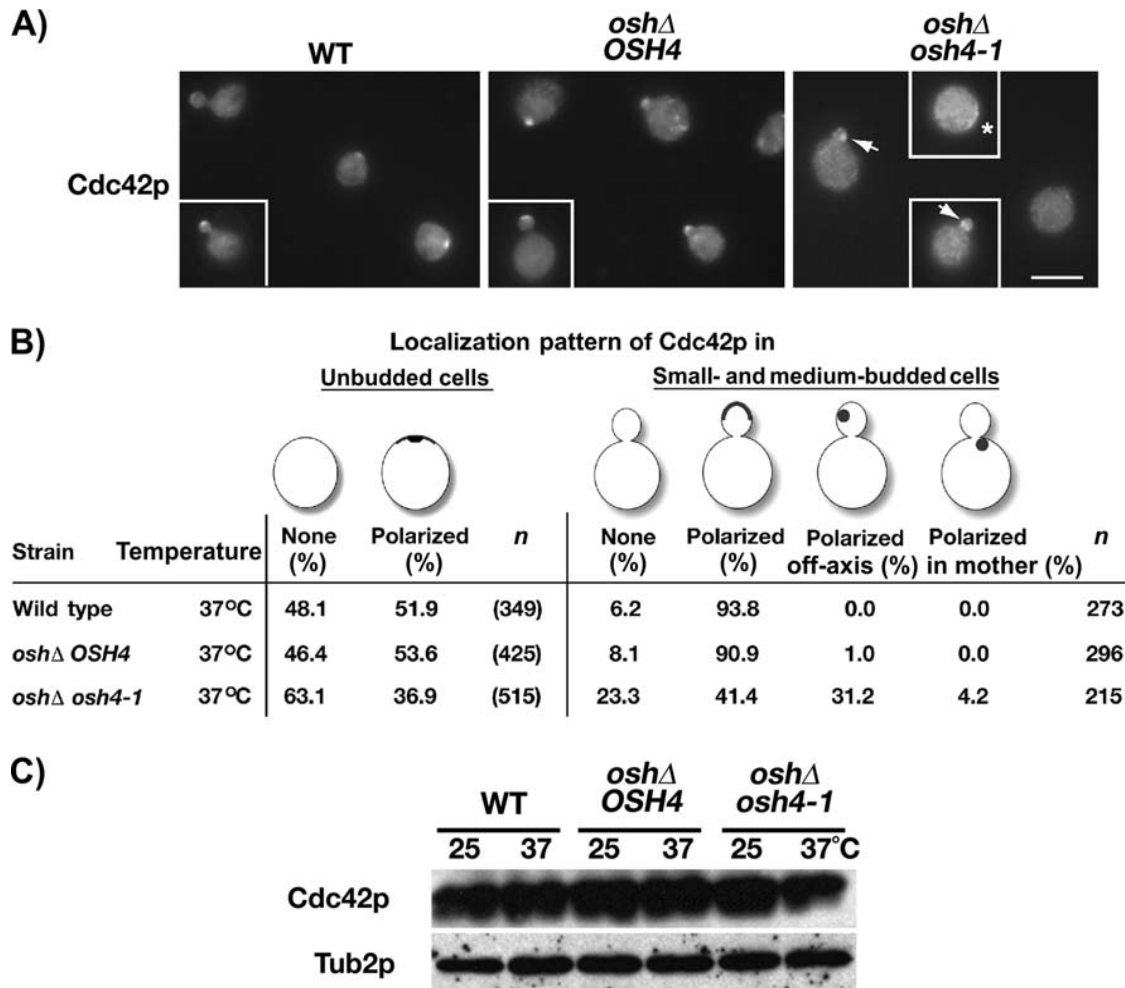 A)
WT
oshΔ
OSH4
oshΔ
osh4-1
Cdc42p
*
B)
Localization pattern of Cdc42p in
Unbudded cells
Small- and medium-budded cells
Strain Temperature None (%) Polarized (%) n None (%) Polarized (%) Polarized off-axis (%) Polarized in mother (%) n
Wild type 37°C 48.1 51.9 (349) 6.2 93.8 0.0 0.0 273
oshΔ OSH4 37°C 46.4 53.6 (425) 8.1 90.9 1.0 0.0 296
oshΔ osh4-1 37°C 63.1 36.9 (515) 23.3 41.4 31.2 4.2 215
C)
WT
oshΔ
OSH4
oshΔ
osh4-1
25 37 25 37 25 37°C
Cdc42p
Tub2p